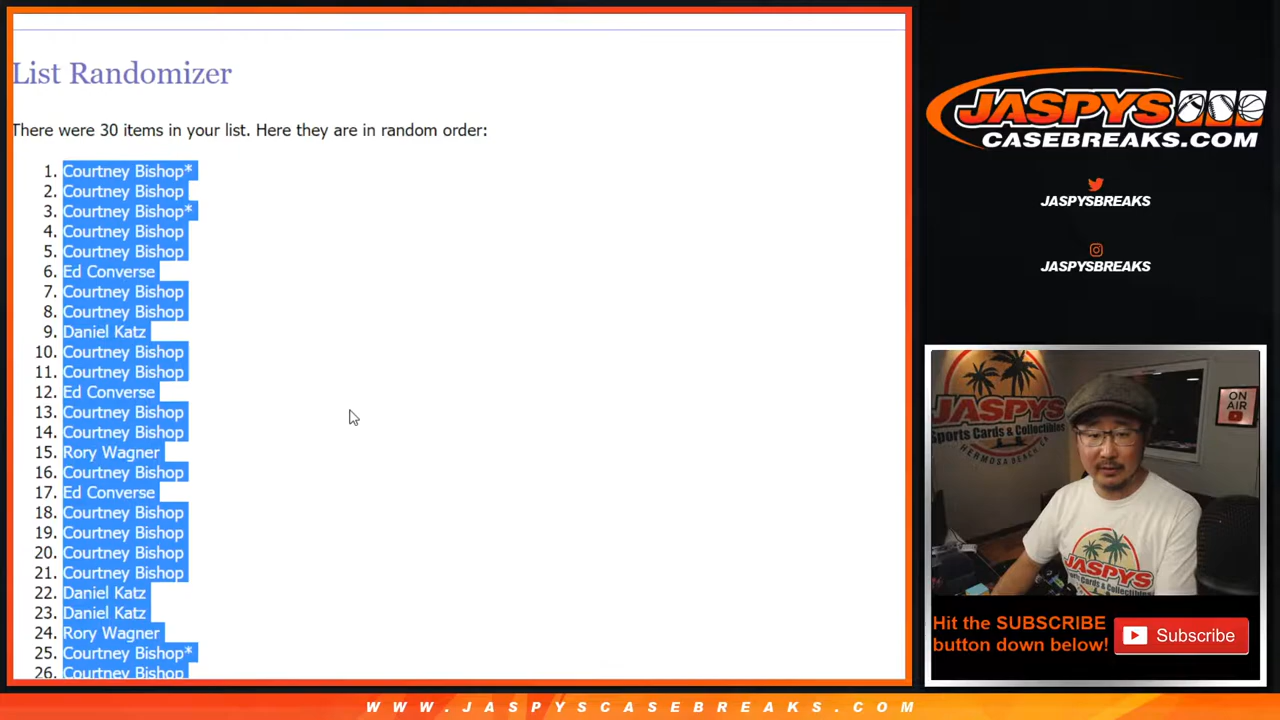 List Randomizer
There were 30 items in your list. Here they are in random order:
1. Courtney Bishop*
2. Courtney Bishop
3. Courtney Bishop*
4. Courtney Bishop
5. Courtney Bishop
6. Ed Converse
7. Courtney Bishop
8. Courtney Bishop
9. Daniel Katz
10. Courtney Bishop
11. Courtney Bishop
12. Ed Converse
13. Courtney Bishop
14. Courtney Bishop
15. Rory Wagner
16. Courtney Bishop
17. Ed Converse
18. Courtney Bishop
19. Courtney Bishop
20. Courtney Bishop
21. Courtney Bishop
22. Daniel Katz
23. Daniel Katz
24. Rory Wagner
25. Courtney Bishop*
26. Courtney Bishop
JASPYS
CASEBREAKS.COM
JASPYSBREAKS
JASPYSBREAKS
JASPYS
Sports Cards & Collectibles
HERMOSA BEACH, CA
ON
AIR
JASPYS
Hit the SUBSCRIBE
button down below!
Subscribe
WWW.JASPYSCASEBREAKS.COM